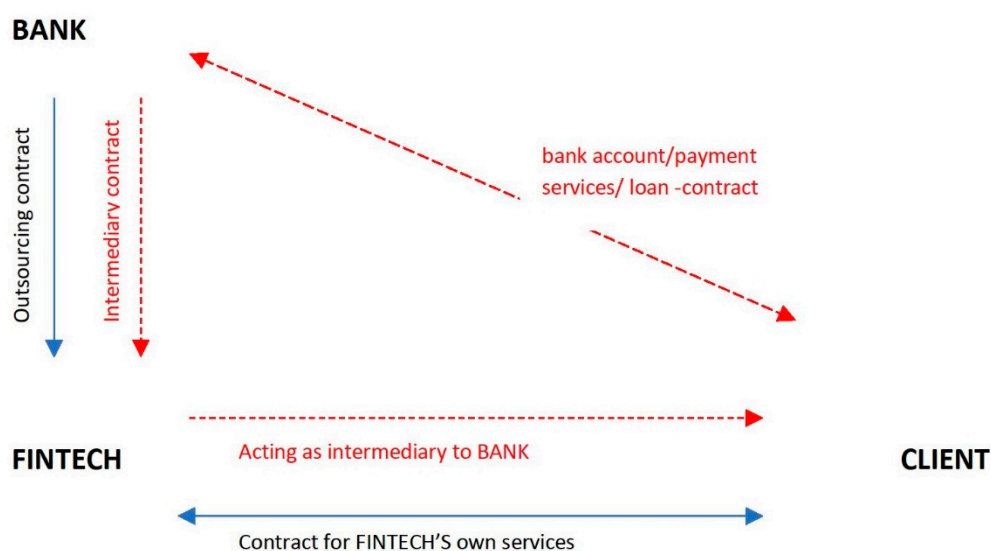 BANK
Outsourcing contract
Intermediary contract
bank account/payment
services/ loan -contract
FINTECH
Acting as intermediary to BANK
CLIENT
Contract for FINTECH'S own services